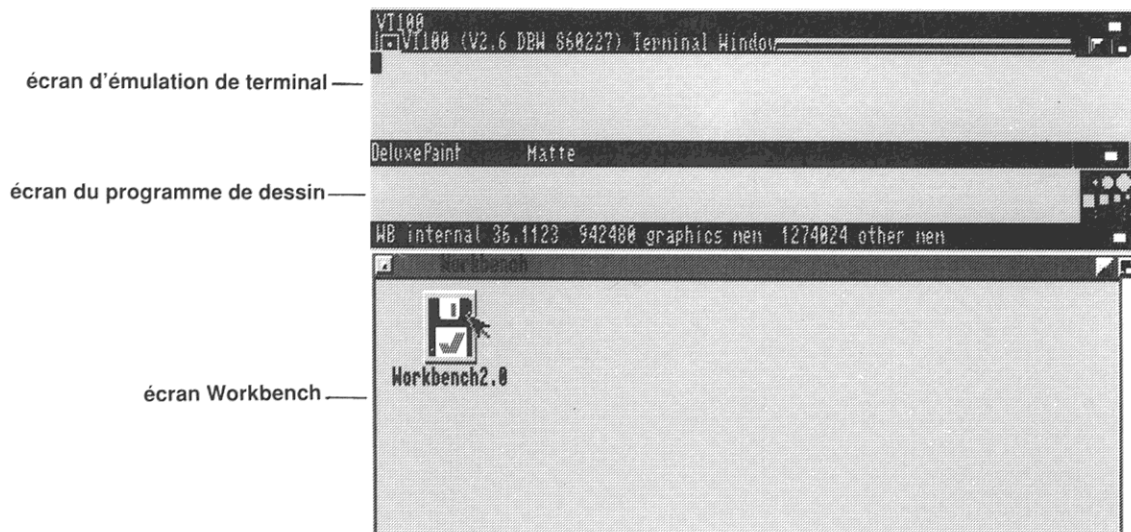 VT100
VT100 (V2.6 DBW 860227) Terminal Window
écran d'émulation de terminal
DeluxePaint Matte
écran du programme de dessin
WB internal 36.1123 942480 graphics mem 1274024 other mem
Workbench
Workbench2.0
écran Workbench